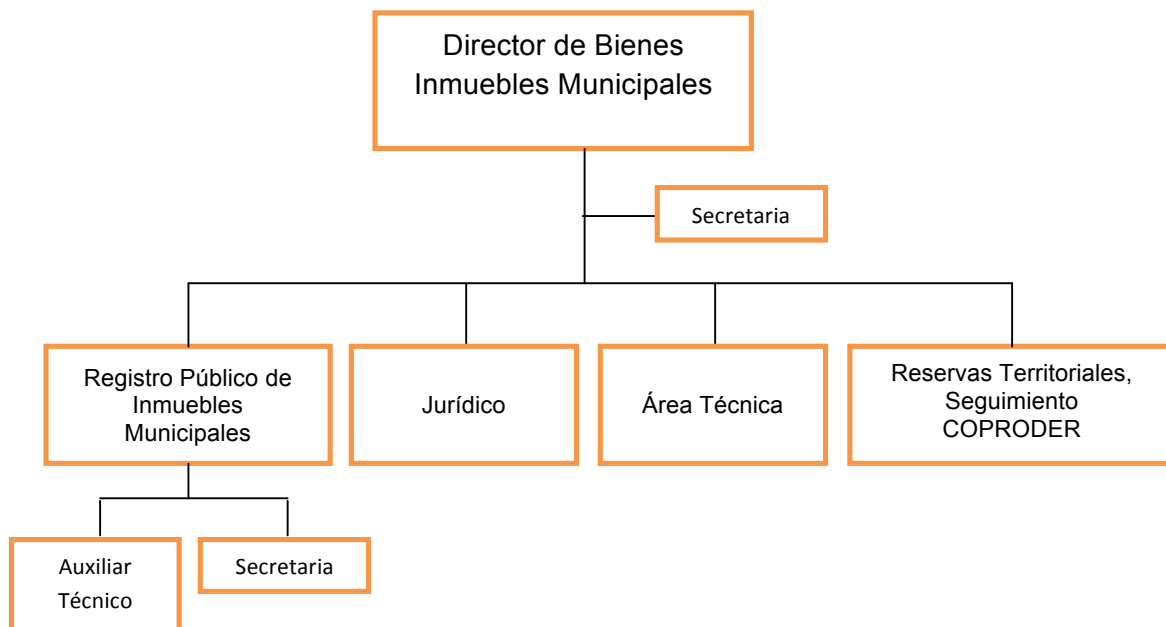 Director de Bienes
Inmuebles Municipales
Secretaria
Registro Público de
Inmuebles
Municipales
Jurídico
Área Técnica
Reservas Territoriales,
Seguimiento
COPRODER
Auxiliar
Técnico
Secretaria